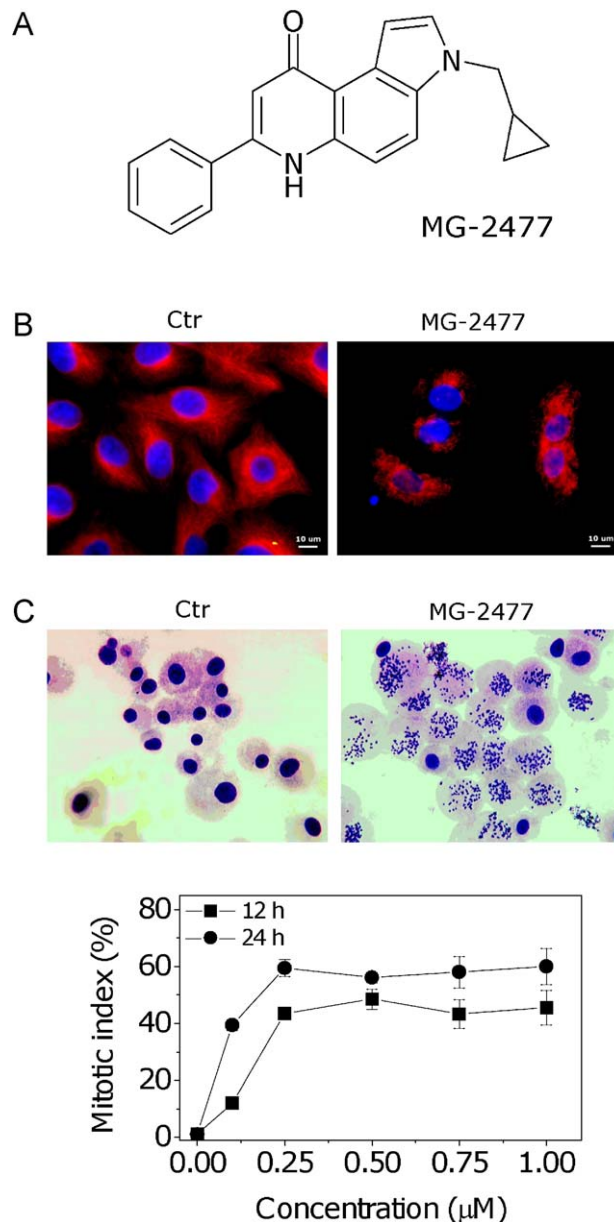 A
O
N
N
H
MG-2477
B
Ctr
MG-2477
10 um
10 um
C
Ctr
MG-2477
80
12 h
24 h
60
40
20
0
Mitotic index (%)
0.00 0.25 0.50 0.75 1.00
Concentration (μM)